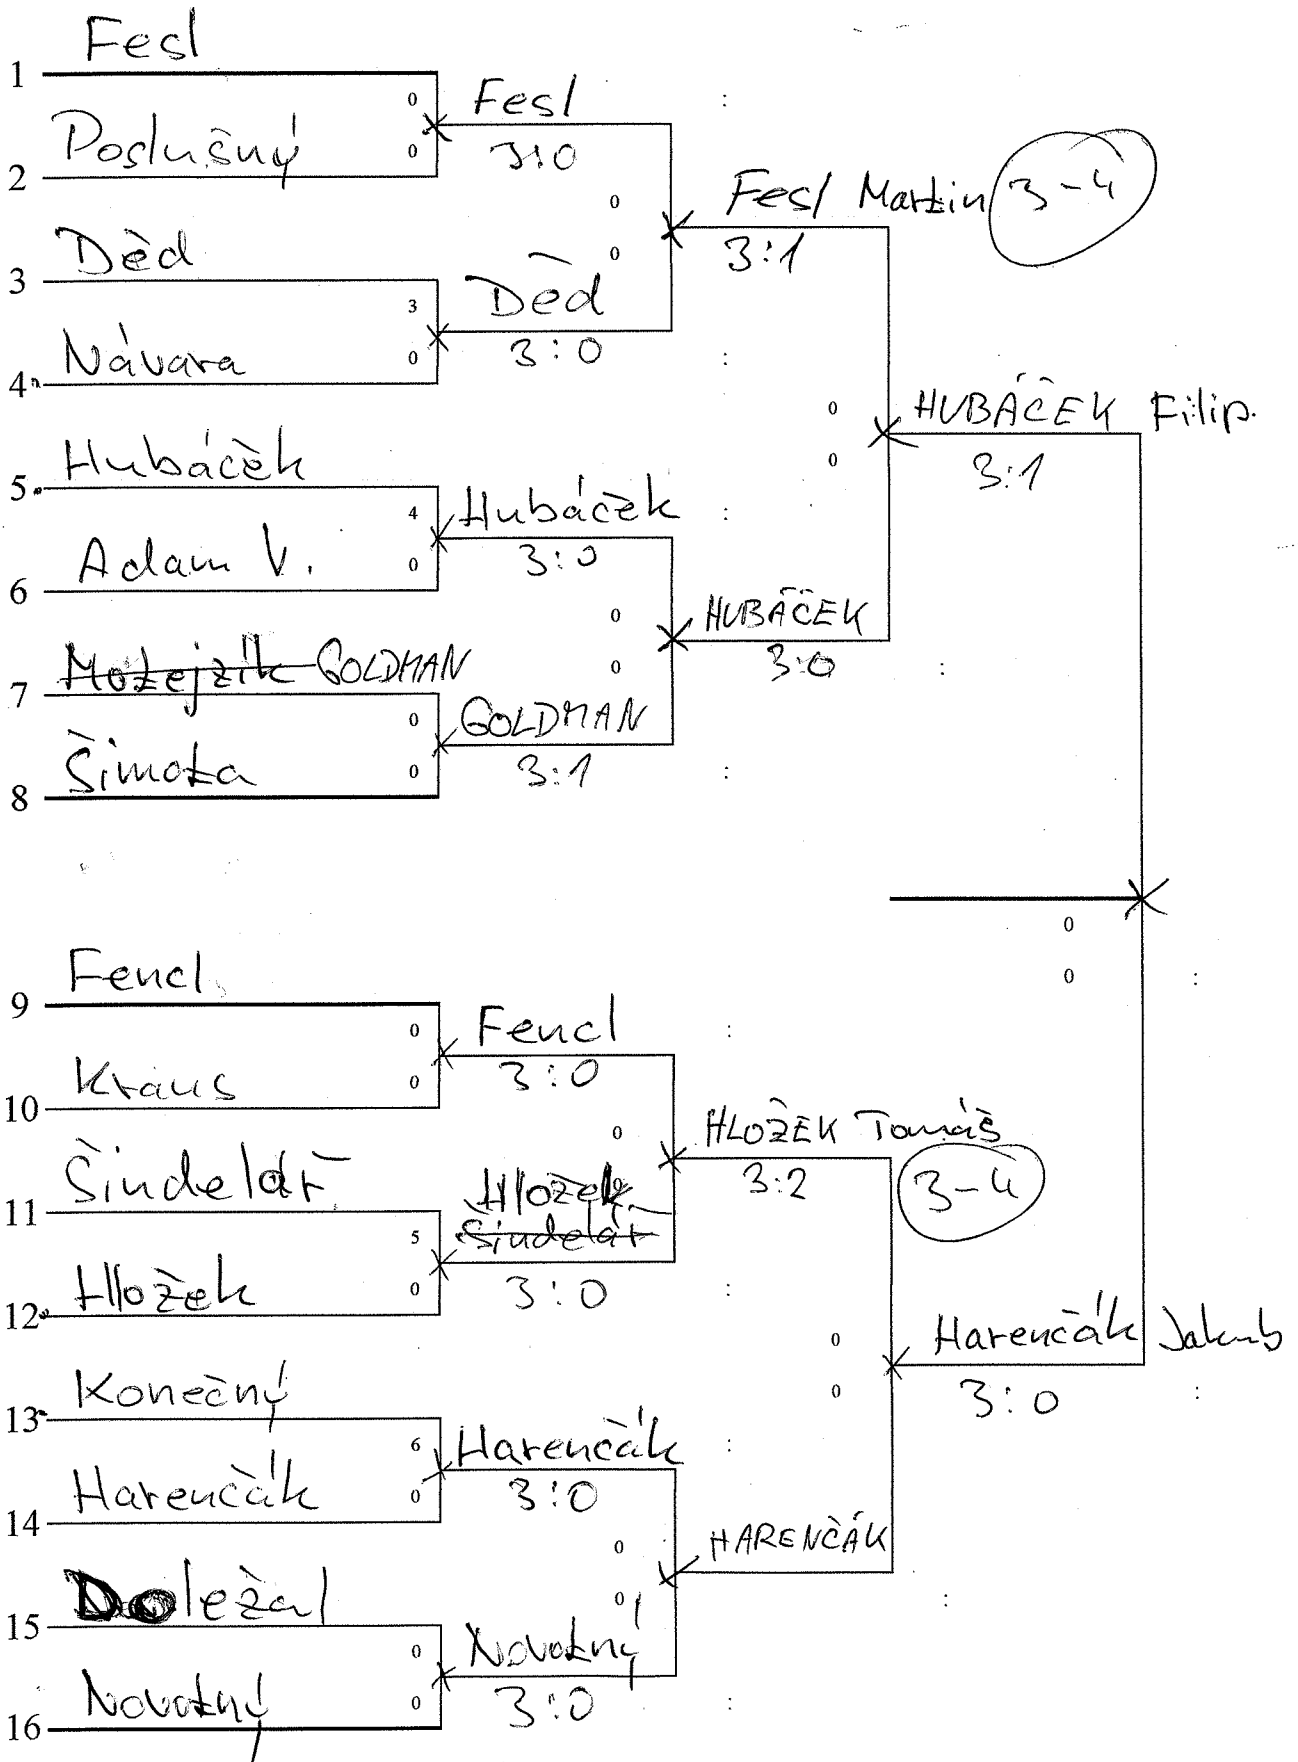 Fesl
1
0
Fesl
:
Poslušný
0
3:0
2
0
Fesl Martin 3-4
Děd
0
3:1
3
3
Děd
Návara
0
3:0
:
4
0
HUBÁČEK Filip
Hubáček
0
3:1
5
4
Hubáček
:
Adam V.
0
3:0
6
0
HUBÁČEK
Motejzík GOLDMAN
0
3:0
:
7
0
GOLDMAN
Šimota
0
3:1
:
8
0
0
:
Fencl
9
0
Fencl
:
Kraus
0
3:0
10
0
HLOŽEK Tomáš
Šindelář
Hložek
3:2
3-4
11
5
Šindelář
Hložek
0
3:0
:
12
0
Harenčák Jakub
Konečný
0
3:0
:
13
6
Harenčák
:
Harenčák
0
3:0
14
0
HARENČÁK
Doležal
0
:
15
0
Novotný
Novotný
0
3:0
:
16